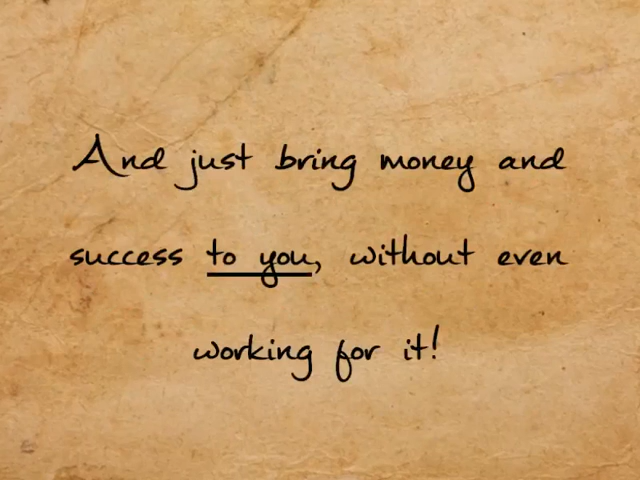 And just bring money and
success to you, without even
working for it!